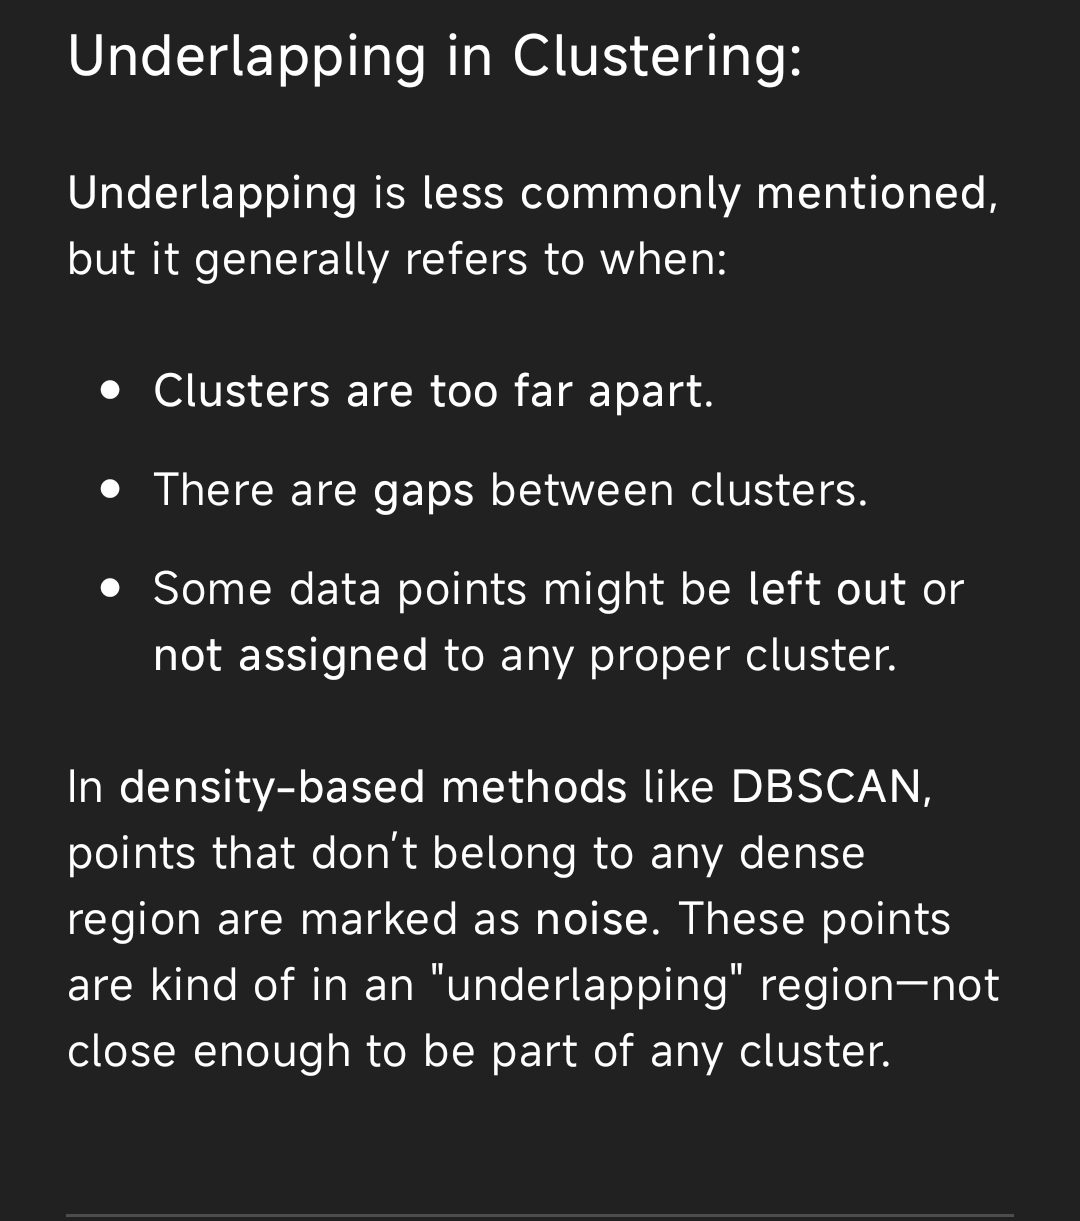 Underlapping in Clustering:
Underlapping is less commonly mentioned,
but it generally refers to when:
• Clusters are too far apart.
• There are gaps between clusters.
• Some data points might be left out or
not assigned to any proper cluster.
In density-based methods like DBSCAN,
points that don't belong to any dense
region are marked as noise. These points
are kind of in an "underlapping" region—not
close enough to be part of any cluster.